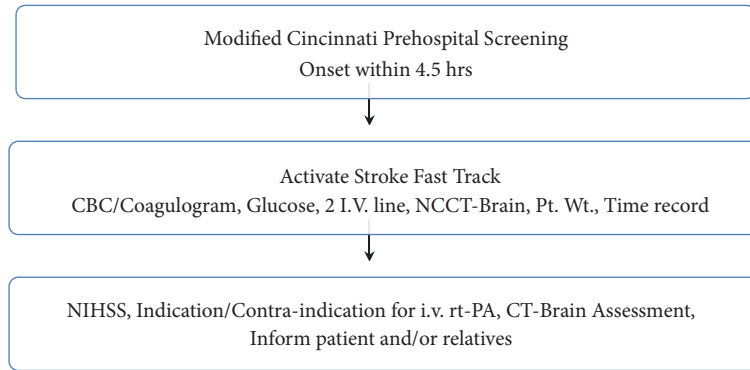 Modified Cincinnati Prehospital Screening
Onset within 4.5 hrs
Activate Stroke Fast Track
CBC/Coagulogram, Glucose, 2 I.V. line, NCCT-Brain, Pt. Wt., Time record
NIHSS, Indication/Contra-indication for i.v. rt-PA, CT-Brain Assessment,
Inform patient and/or relatives